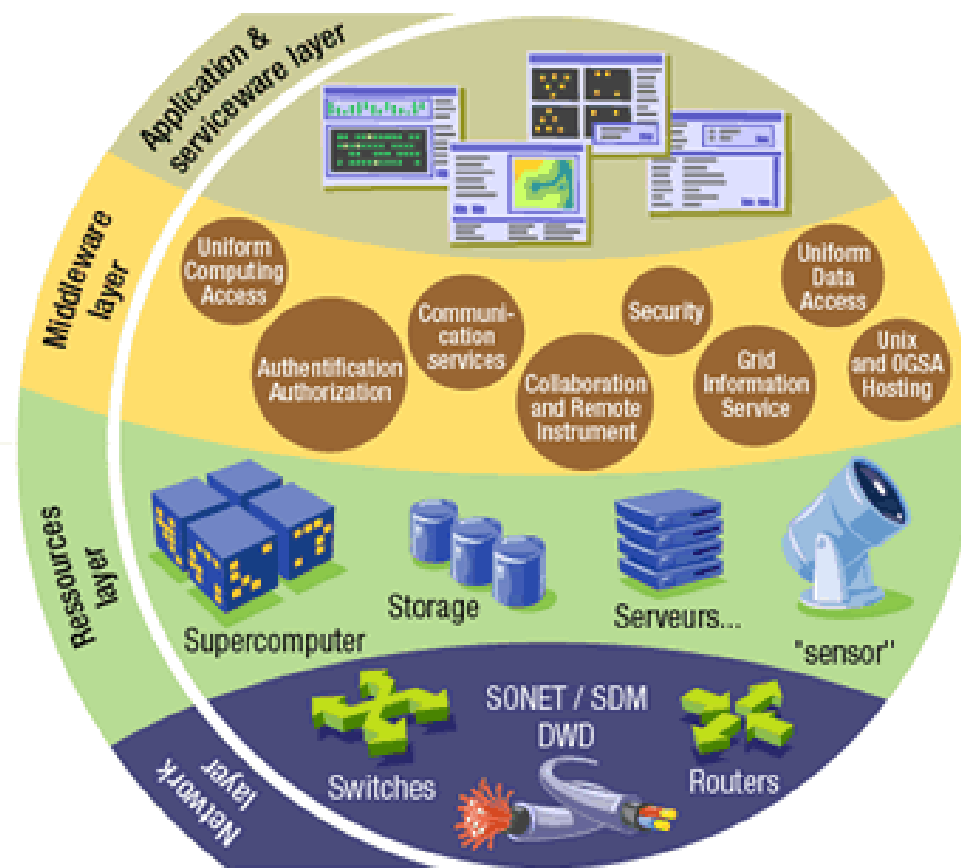 Application &
serviceware layer
Middleware
layer
Uniform
Computing
Access
Authentification
Authorization
Communi-
cation
services
Collaboration
and Remote
Instrument
Security
Grid
Information
Service
Uniform
Data
Access
Unix
and OGSA
Hosting
Ressources
layer
Supercomputer
Storage
Serveurs...
"sensor"
Network
layer
Switches
SONET / SDM
DWD
Routers